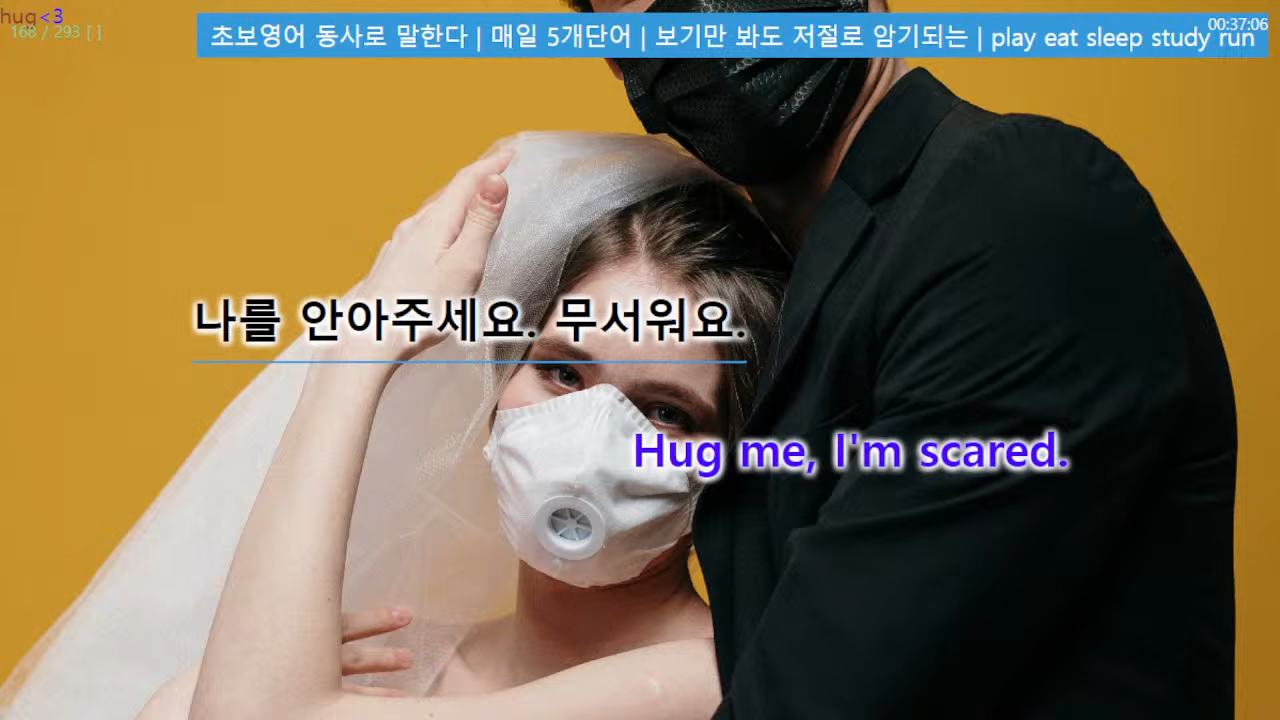 hug<3
168 / 293 [ ]
초보영어 동사로 말한다 | 매일 5개단어 | 보기만 봐도 저절로 암기되는 | play eat sleep study run
00:37:06
나를 안아주세요. 무서워요.
Hug me, I'm scared.